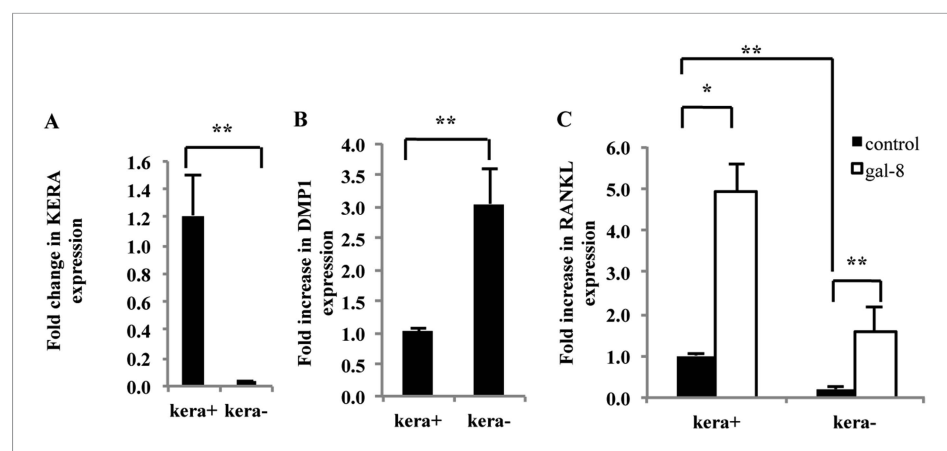 A
Fold change in KERA
expression
**
1.6
1.4
1.2
1.0
0.8
0.6
0.4
0.2
0.0
kera+ kera-
B
Fold increase in DMP1
expression
**
4.0
3.5
3.0
2.5
2.0
1.5
1.0
0.5
0.0
kera+ kera-
C
Fold increase in RANKL
expression
**
*
**
control
gal-8
6.0
5.0
4.0
3.0
2.0
1.0
0.0
kera+ kera-